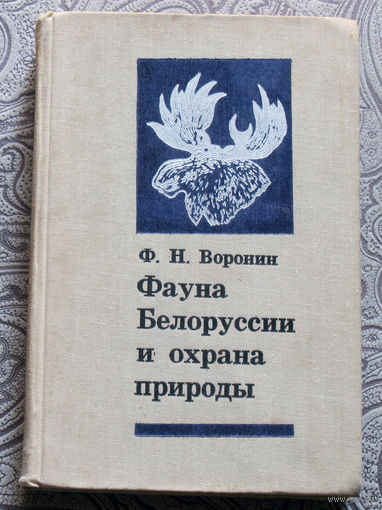 Ф. Н. Воронин
Фауна
Белоруссии
и охрана
природы